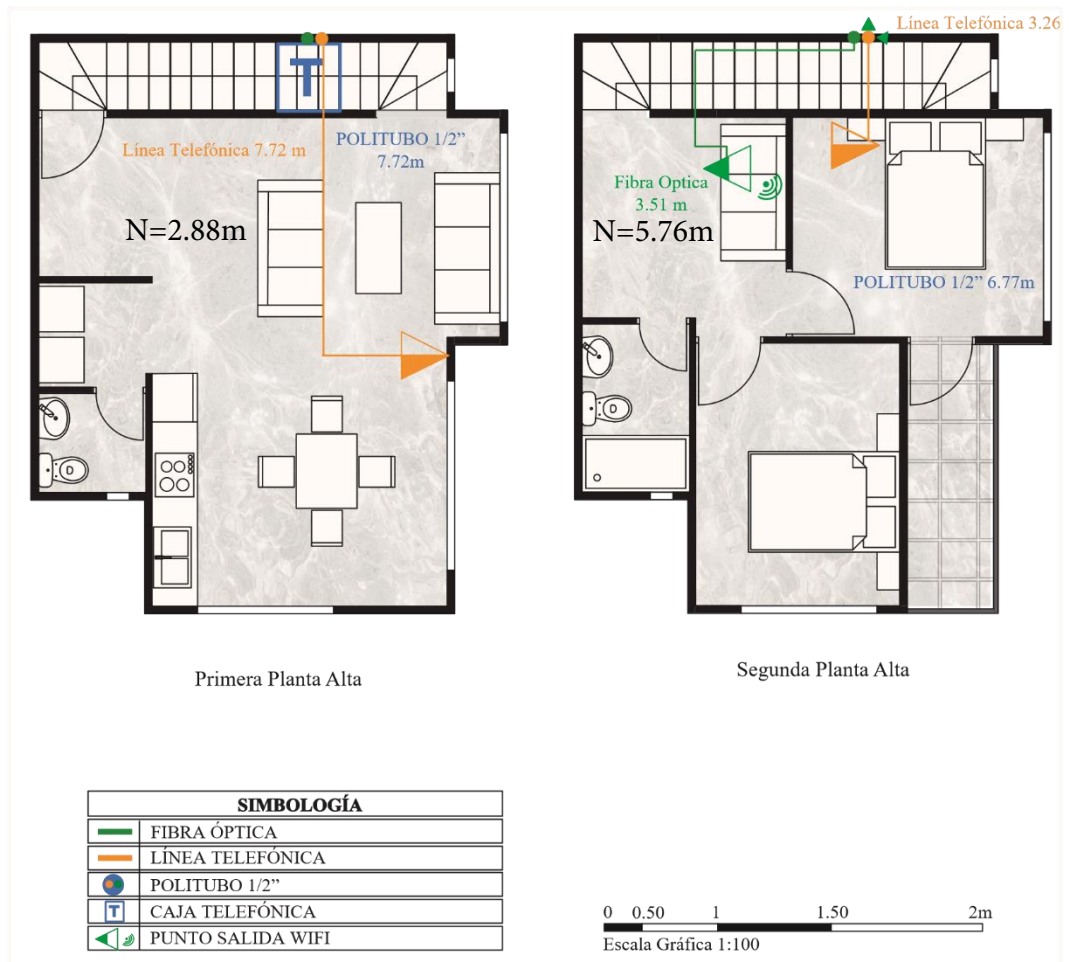 Línea Telefónica 7.72 m
POLITUBO 1/2”
7.72m
N=2.88m
Primera Planta Alta
Línea Telefónica 3.26
Fibra Optica
3.51 m
N=5.76m
POLITUBO 1/2” 6.77m
Segunda Planta Alta
T
SIMBOLOGÍA
FIBRA ÓPTICA
LÍNEA TELEFÓNICA
POLITUBO 1/2”
T CAJA TELEFÓNICA
PUNTO SALIDA WIFI
0 0.50 1 1.50 2m
Escala Gráfica 1:100